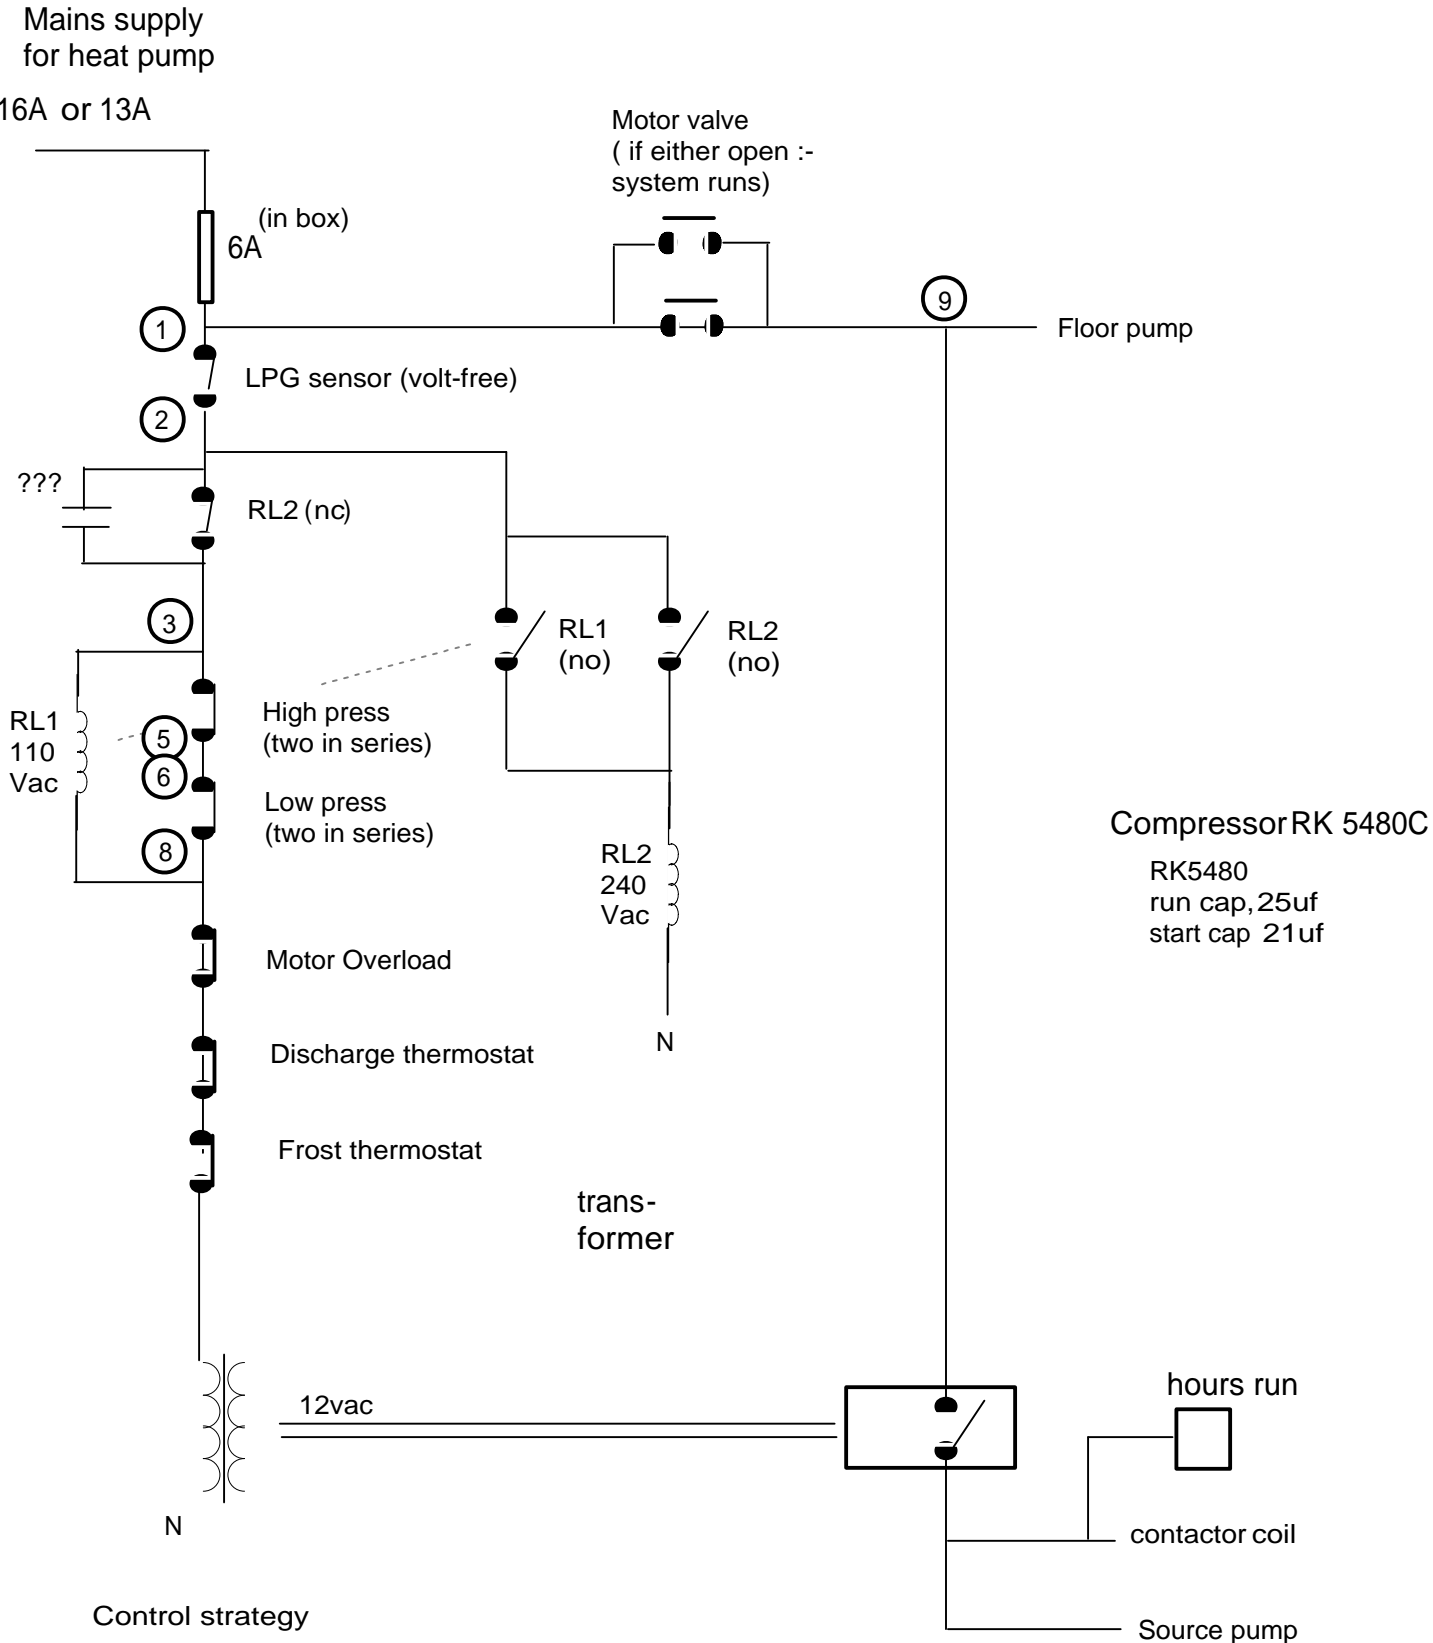 Mains supply
for heat pump
16A or 13A
Motor valve
( if either open :-
system runs)
(in box)
6A
1
9
Floor pump
LPG sensor (volt-free)
2
???
RL2 (nc)
3
RL1
(no)
RL2
(no)
RL1
110
Vac
High press
(two in series)
5
6
Low press
(two in series)
8
RL2
240
Vac
Compressor RK 5480C
RK5480
run cap, 25uf
start cap 21uf
Motor Overload
N
Discharge thermostat
Frost thermostat
trans-
former
12vac
hours run
N
contactor coil
Control strategy
Source pump